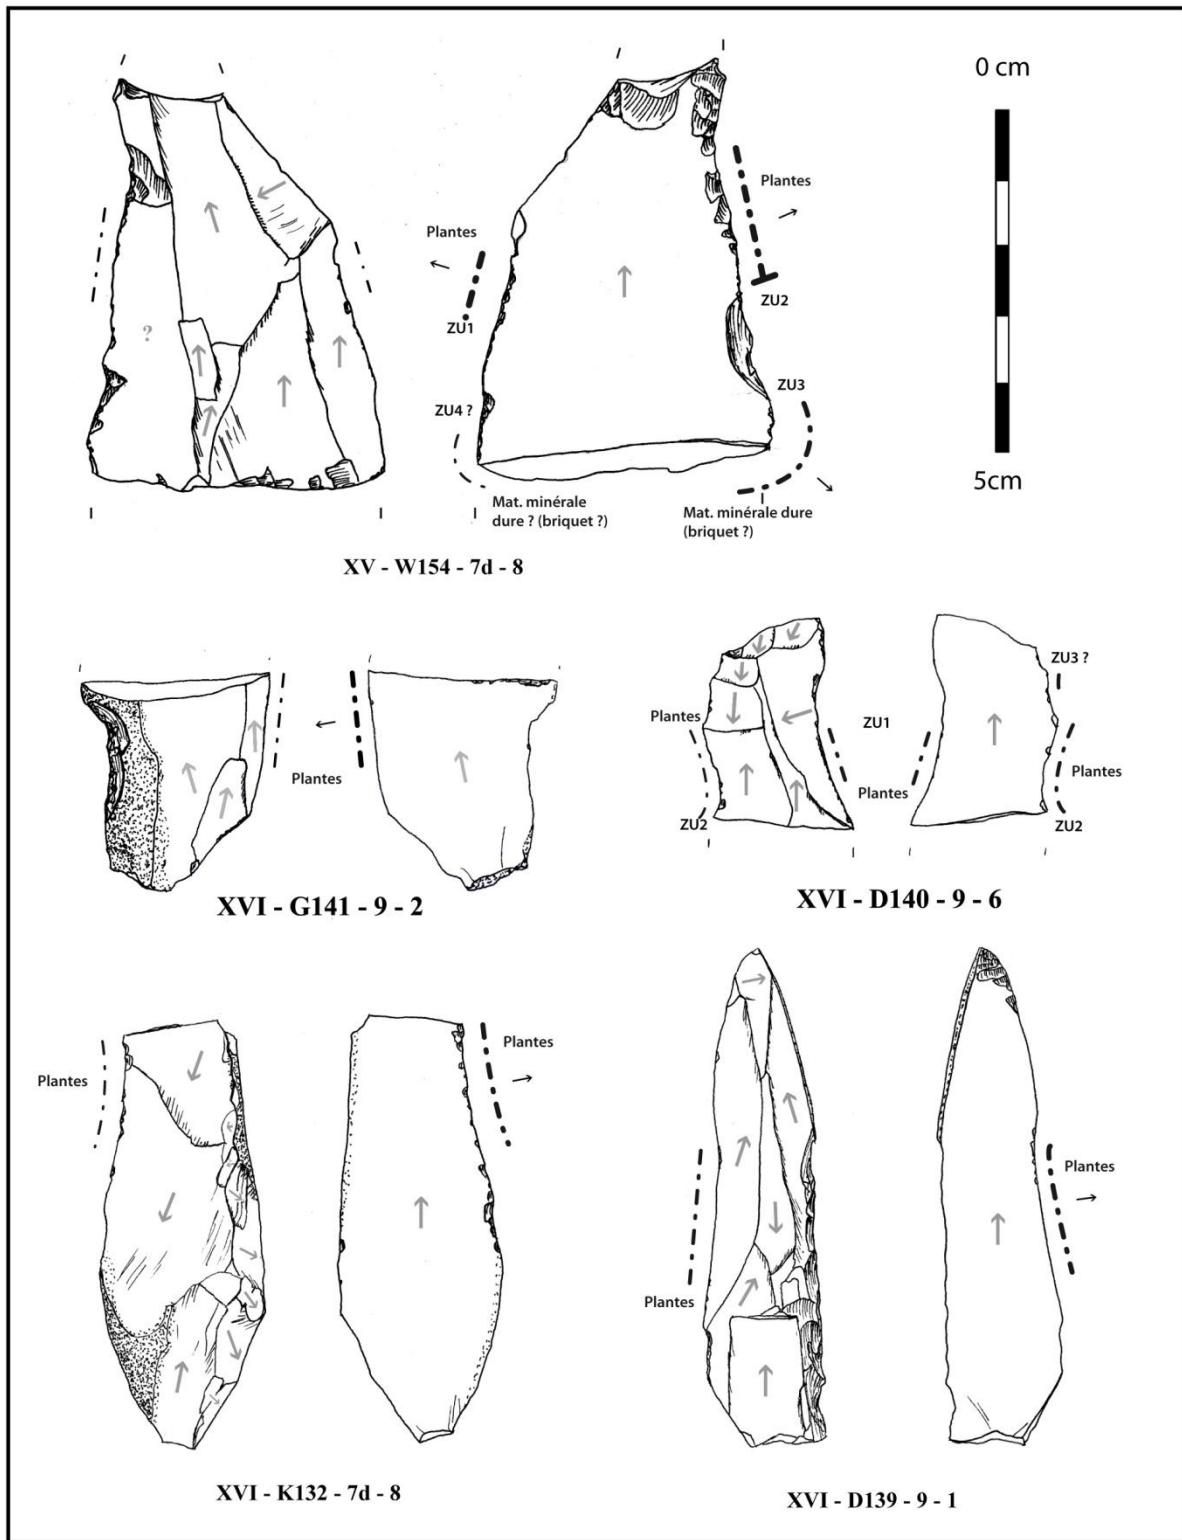 0 cm
Plantes
Plantes
ZU1
ZU2
?
ZU3
ZU4 ?
5cm
Mat. minérale
dure ? (briquet ?)
Mat. minérale dure
(briquet ?)
XV - W154 - 7d - 8
ZU3 ?
Plantes
ZU1
Plantes
Plantes
Plantes
ZU2
ZU2
XVI - G141 - 9 - 2
XVI - D140 - 9 - 6
Plantes
Plantes
Plantes
Plantes
XVI - K132 - 7d - 8
XVI - D139 - 9 - 1